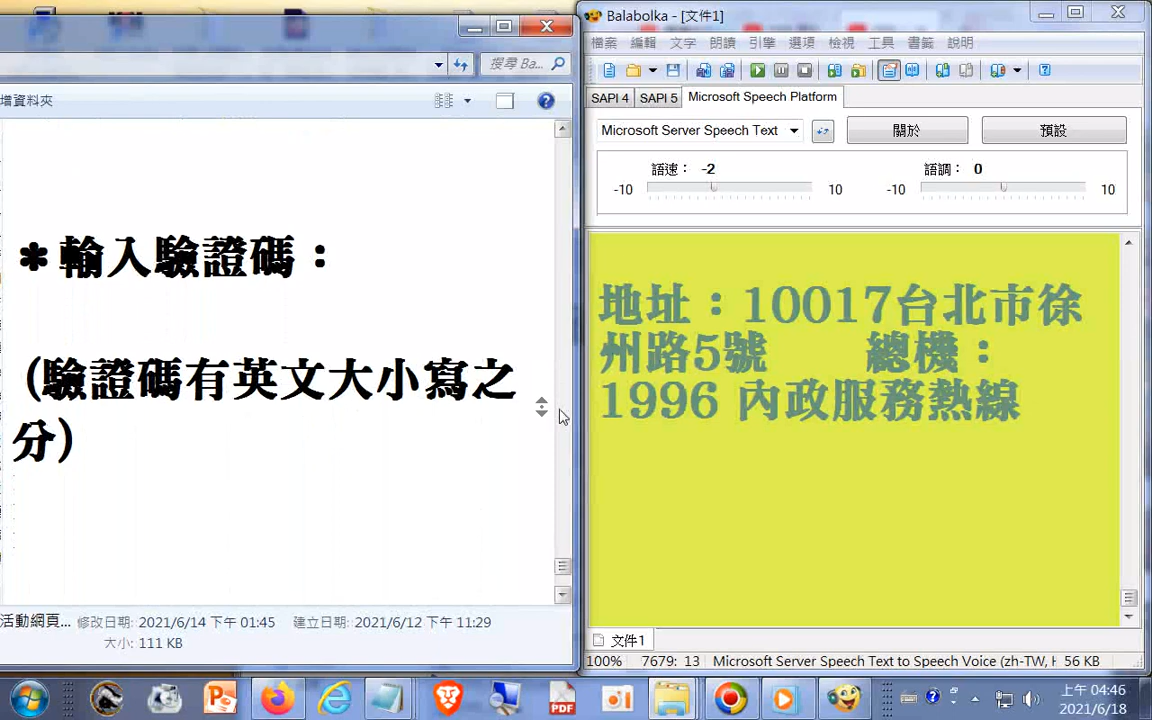 搜尋 Ba...
增資料夾
＊輸入驗證碼：
(驗證碼有英文大小寫之
分)
活動網頁... 修改日期: 2021/6/14 下午 01:45 建立日期: 2021/6/12 下午 11:29
大小: 111 KB
Balabolka - [文件1]
檔案 編輯 文字 朗讀 引擎 選項 檢視 工具 書籤 說明
SAPI 4 SAPI 5 Microsoft Speech Platform
Microsoft Server Speech Text 關於 預設
語速： -2 語調： 0
-10 10 -10 10
地址：10017台北市徐
州路5號 總機：
1996 內政服務熱線
文件1
100% 7679: 13 Microsoft Server Speech Text to Speech Voice (zh-TW, H 56 KB
PDF
上午 04:46
2021/6/18